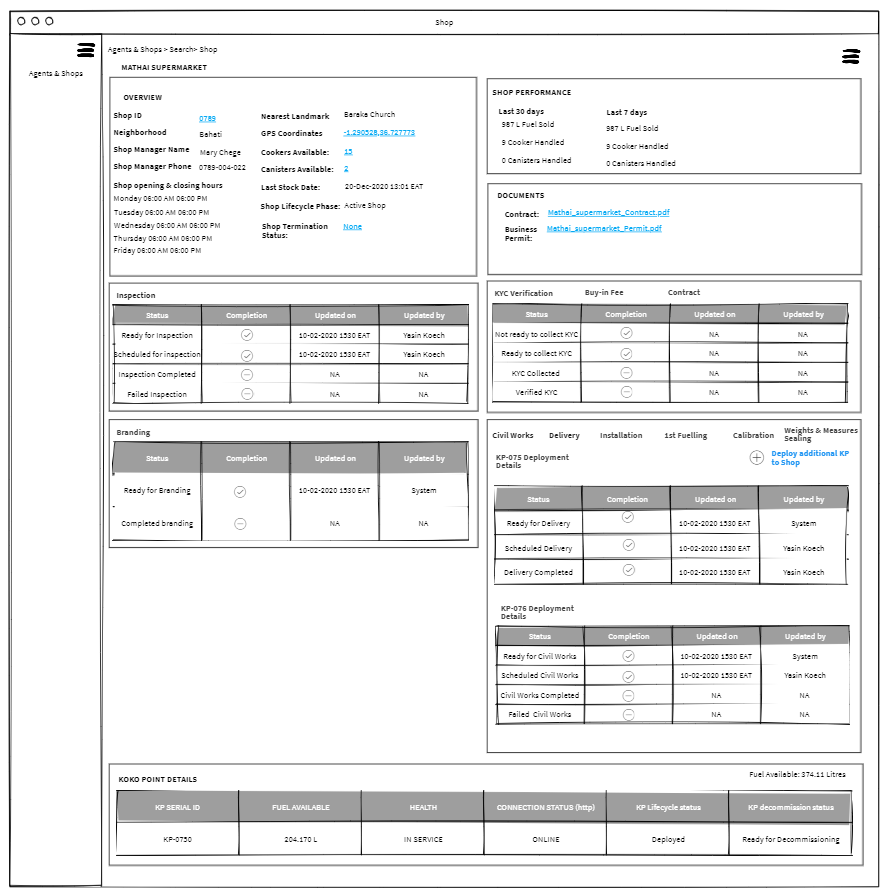 Shop
Agents & Shops
Agents & Shops > Search> Shop
MATHAI SUPERMARKET
OVERVIEW
Shop ID 0789
Neighborhood Bahati
Shop Manager Name Mary Chege
Shop Manager Phone 0789-004-022
Shop opening & closing hours
Monday 06:00 AM 06:00 PM
Tuesday 06:00 AM 06:00 PM
Wednesday 06:00 AM 06:00 PM
Thursday 06:00 AM 06:00 PM
Friday 06:00 AM 06:00 PM
Nearest Landmark Baraka Church
GPS Coordinates -1.290528,36.727773
Cookers Available: 15
Canisters Available: 2
Last Stock Date: 20-Dec-2020 13:01 EAT
Shop Lifecycle Phase: Active Shop
Shop Termination None
Status:
SHOP PERFORMANCE
Last 30 days Last 7 days
987 L Fuel Sold 987 L Fuel Sold
9 Cooker Handled 9 Cooker Handled
0 Canisters Handled 0 Canisters Handled
DOCUMENTS
Contract: Mathai_supermarket_Contract.pdf
Business Mathai_supermarket_Permit.pdf
Permit:
Inspection
Status Completion Updated on Updated by
Ready for Inspection 10-02-2020 1530 EAT Yasin Koech
Scheduled for inspection 10-02-2020 1530 EAT Yasin Koech
Inspection Completed NA NA
Failed Inspection NA NA
KYC Verification Buy-in Fee Contract
Status Completion Updated on Updated by
Not ready to collect KYC NA NA
Ready to collect KYC NA NA
KYC Collected NA NA
Verified KYC NA NA
Branding
Status Completion Updated on Updated by
Ready for Branding 10-02-2020 1530 EAT System
Completed branding NA NA
Civil Works Delivery Installation 1st Fuelling Calibration Weights & Measures
Sealing
KP-075 Deployment
Details
Deploy additional KP
to Shop
Status Completion Updated on Updated by
Ready for Delivery 10-02-2020 1530 EAT System
Scheduled Delivery 10-02-2020 1530 EAT Yasin Koech
Delivery Completed 10-02-2020 1530 EAT Yasin Koech
KP-076 Deployment
Details
Status Completion Updated on Updated by
Ready for Civil Works 10-02-2020 1530 EAT System
Scheduled Civil Works 10-02-2020 1530 EAT Yasin Koech
Civil Works Completed NA NA
Failed Civil Works NA NA
KOKO POINT DETAILS
Fuel Available: 374.11 Litres
KP SERIAL ID FUEL AVAILABLE HEALTH CONNECTION STATUS (http) KP Lifecycle status KP decommission status
KP-0750 204.170 L IN SERVICE ONLINE Deployed Ready for Decommissioning